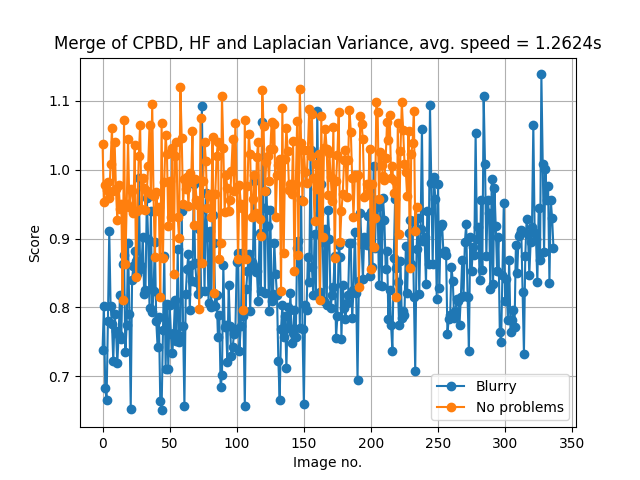 Merge of CPBD, HF and Laplacian Variance, avg. speed = 1.2624s
1.1
1.0
0.9
0.8
0.7
Score
0
50
100
150
200
250
300
350
Image no.
Blurry
No problems